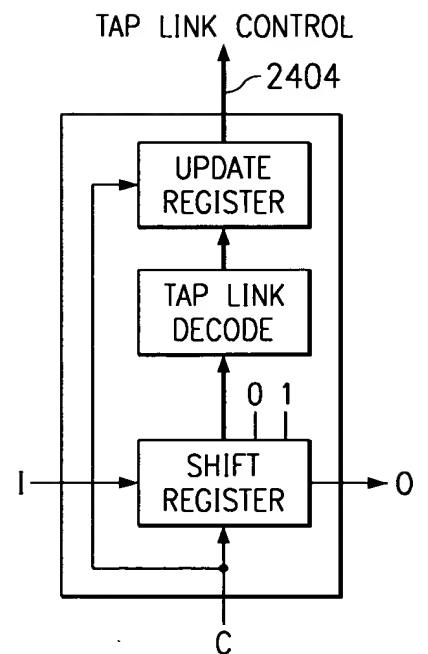 TAP LINK CONTROL
2404
UPDATE
REGISTER
TAP LINK
DECODE
0 1
I
SHIFT
REGISTER
O
C